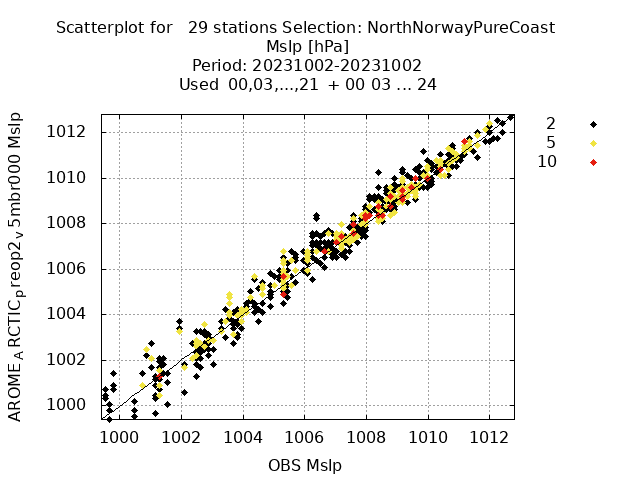 Scatterplot for 29 stations Selection: NorthNorwayPureCoast
Mslp [hPa]
Period: 20231002-20231002
Used 00,03,...,21 + 00 03 ... 24
AROME_ARCTIC_preop2_v5mbr000 Mslp
1012
1010
1008
1006
1004
1002
1000
2
5
10
1000 1002 1004 1006 1008 1010 1012
OBS Mslp